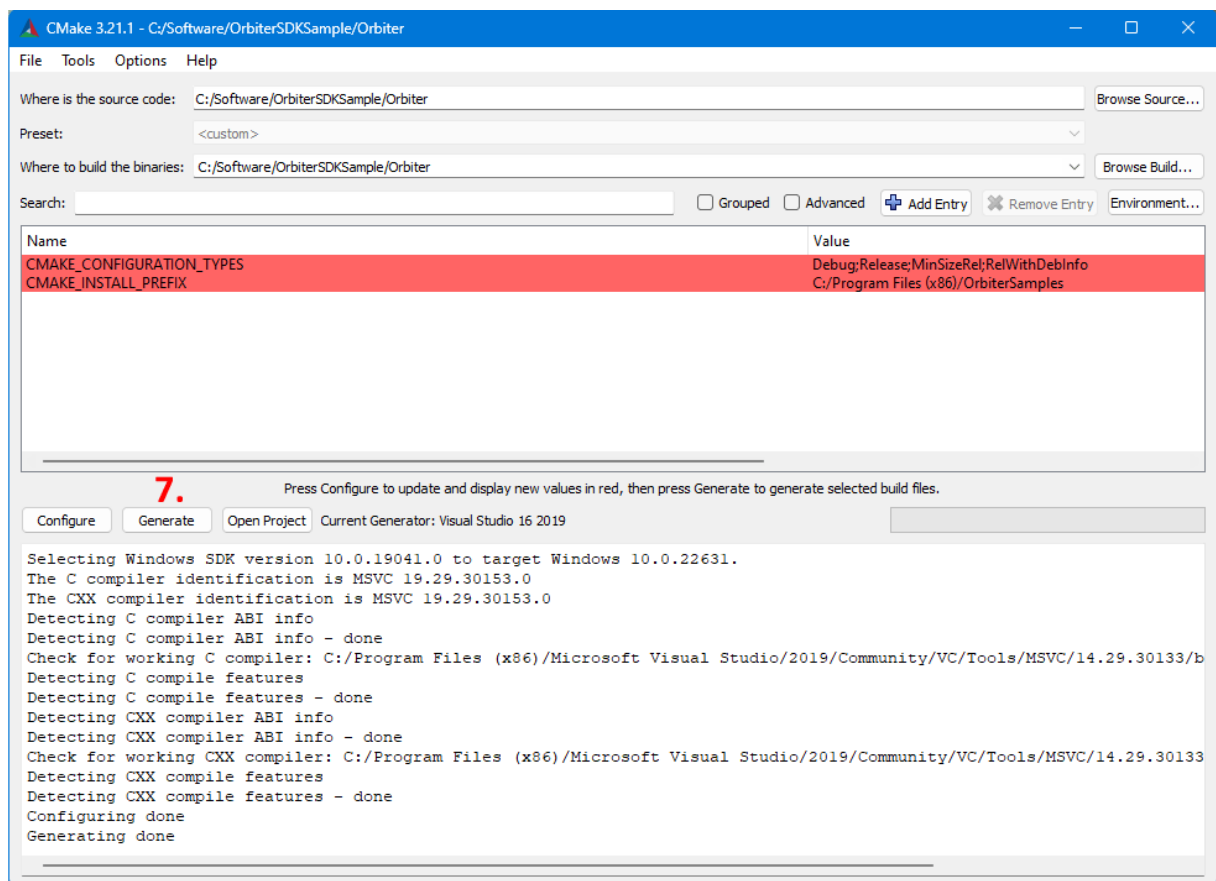 CMake 3.21.1 - C:/Software/OrbiterSDKSample/Orbiter
File Tools Options Help
Where is the source code: C:/Software/OrbiterSDKSample/Orbiter Browse Source...
Preset: <custom>
Where to build the binaries: C:/Software/OrbiterSDKSample/Orbiter Browse Build...
Search: Grouped Advanced Add Entry Remove Entry Environment...
Name Value
CMAKE_CONFIGURATION_TYPES Debug;Release;MinSizeRel;RelWithDebInfo
CMAKE_INSTALL_PREFIX C:/Program Files (x86)/OrbiterSamples
7. Press Configure to update and display new values in red, then press Generate to generate selected build files.
Configure Generate Open Project Current Generator: Visual Studio 16 2019
Selecting Windows SDK version 10.0.19041.0 to target Windows 10.0.22631.
The C compiler identification is MSVC 19.29.30153.0
The CXX compiler identification is MSVC 19.29.30153.0
Detecting C compiler ABI info
Detecting C compiler ABI info - done
Check for working C compiler: C:/Program Files (x86)/Microsoft Visual Studio/2019/Community/VC/Tools/MSVC/14.29.30133/b
Detecting C compile features
Detecting C compile features - done
Detecting CXX compiler ABI info
Detecting CXX compiler ABI info - done
Check for working CXX compiler: C:/Program Files (x86)/Microsoft Visual Studio/2019/Community/VC/Tools/MSVC/14.29.30133
Detecting CXX compile features
Detecting CXX compile features - done
Configuring done
Generating done